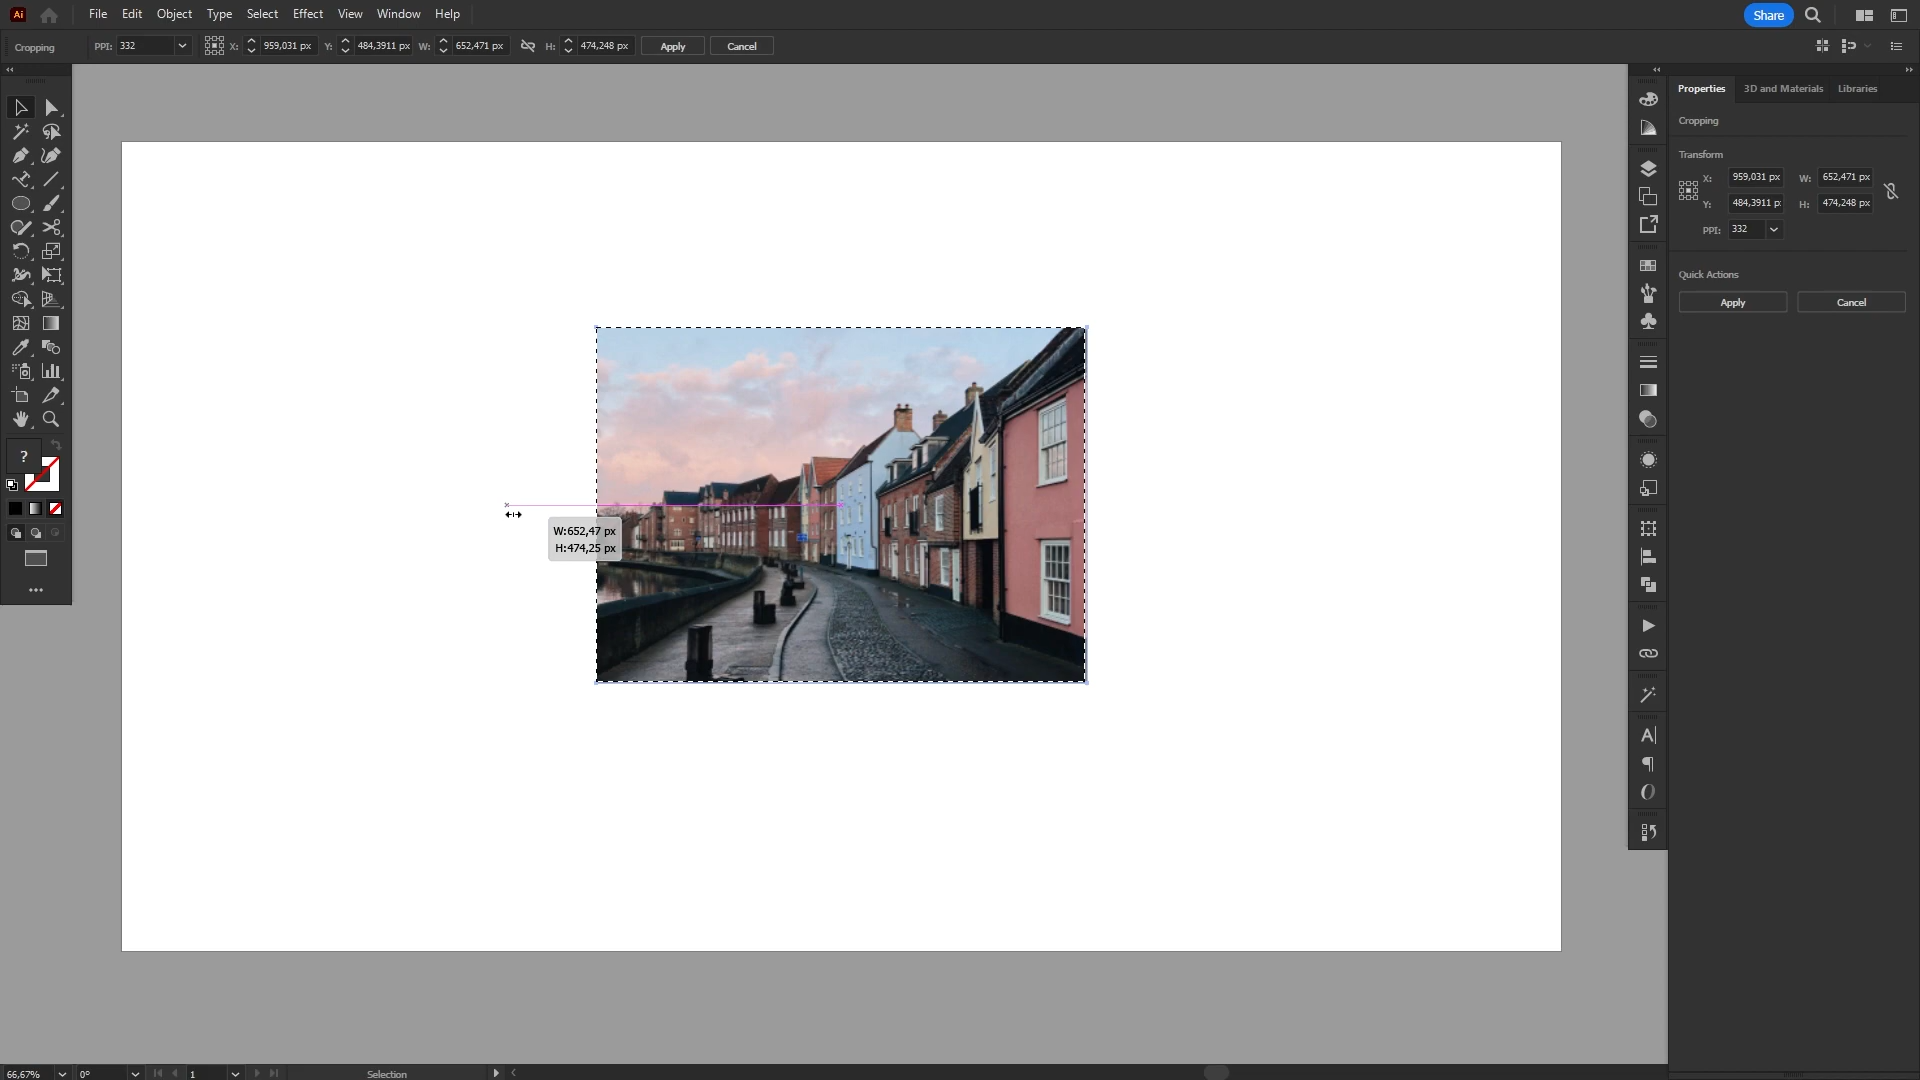 Ai File Edit Object Type Select Effect View Window Help Share
Cropping PPI: 332 X: 959,031 px Y: 484,3911 px W: 652,471 px H: 474,248 px Apply Cancel
Properties 3D and Materials Libraries
Cropping
Transform
X: 959,031 px W: 652,471 px
Y: 484,3911 p H: 474,248 px
PPI: 332
Quick Actions
Apply Cancel
?
W:652,47 px
H:474,25 px
66,67% 0° 1 Selection